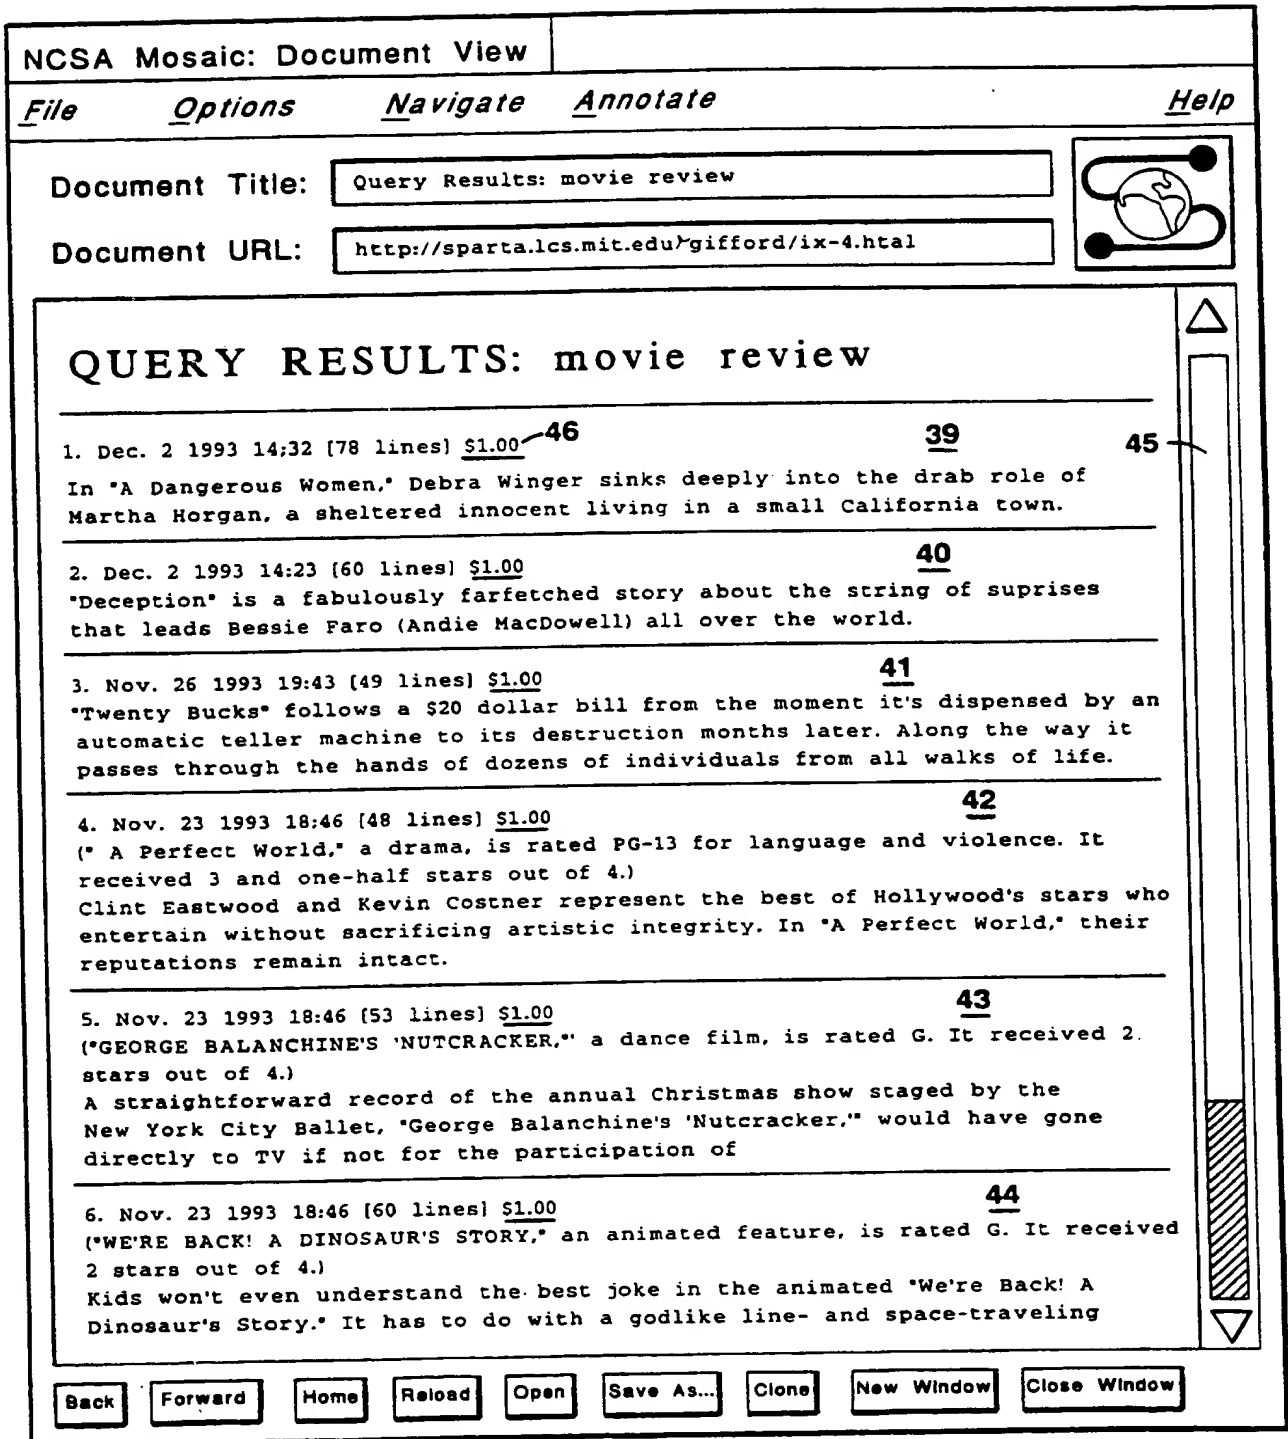 NCSA Mosaic: Document View
File Options Navigate Annotate Help
Document Title: Query Results: movie review
Document URL: http://sparta.lcs.mit.edu/~gifford/ix-4.htal
QUERY RESULTS: movie review
1. Dec. 2 1993 14;32 [78 lines] $1.00 46 39 45
In "A Dangerous Women," Debra Winger sinks deeply into the drab role of
Martha Horgan, a sheltered innocent living in a small California town.
2. Dec. 2 1993 14:23 [60 lines] $1.00 40
"Deception" is a fabulously farfetched story about the string of suprises
that leads Bessie Faro (Andie MacDowell) all over the world.
3. Nov. 26 1993 19:43 [49 lines] $1.00 41
"Twenty Bucks" follows a $20 dollar bill from the moment it's dispensed by an
automatic teller machine to its destruction months later. Along the way it
passes through the hands of dozens of individuals from all walks of life.
4. Nov. 23 1993 18:46 [48 lines] $1.00 42
(" A Perfect World," a drama, is rated PG-13 for language and violence. It
received 3 and one-half stars out of 4.)
Clint Eastwood and Kevin Costner represent the best of Hollywood's stars who
entertain without sacrificing artistic integrity. In "A Perfect World," their
reputations remain intact.
5. Nov. 23 1993 18:46 [53 lines] $1.00 43
("GEORGE BALANCHINE'S 'NUTCRACKER,"' a dance film, is rated G. It received 2
stars out of 4.)
A straightforward record of the annual Christmas show staged by the
New York City Ballet, "George Balanchine's 'Nutcracker,'" would have gone
directly to TV if not for the participation of
6. Nov. 23 1993 18:46 [60 lines] $1.00 44
("WE'RE BACK! A DINOSAUR'S STORY," an animated feature, is rated G. It received
2 stars out of 4.)
Kids won't even understand the best joke in the animated "We're Back! A
Dinosaur's Story." It has to do with a godlike line- and space-traveling
Back Forward Home Reload Open Save As... Clone New Window Close Window